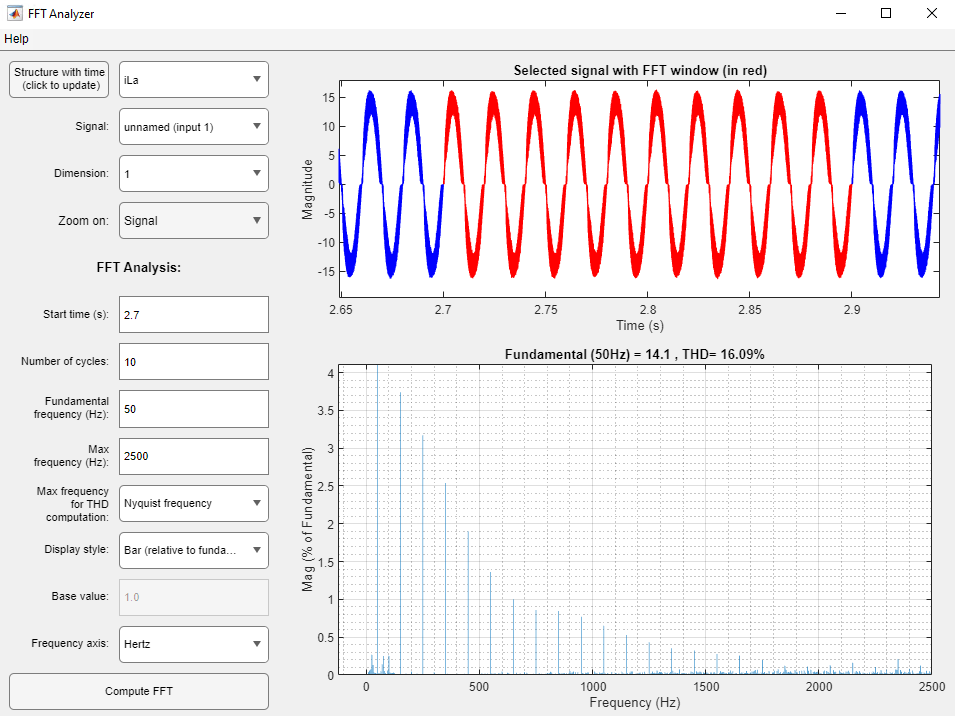 FFT Analyzer
Help
Structure with time
(click to update)
iLa
Signal:
unnamed (input 1)
Dimension:
1
Zoom on:
Signal
FFT Analysis:
Start time (s):
2.7
Number of cycles:
10
Fundamental
frequency (Hz):
50
Max
frequency (Hz):
2500
Max frequency
for THD
computation:
Nyquist frequency
Display style:
Bar (relative to funda...
Base value:
1.0
Frequency axis:
Hertz
Compute FFT
Selected signal with FFT window (in red)
Magnitude
15
10
5
0
-5
-10
-15
2.65 2.7 2.75 2.8 2.85 2.9
Time (s)
Fundamental (50Hz) = 14.1 , THD= 16.09%
Mag (% of Fundamental)
4
3.5
3
2.5
2
1.5
1
0.5
0
0 500 1000 1500 2000 2500
Frequency (Hz)